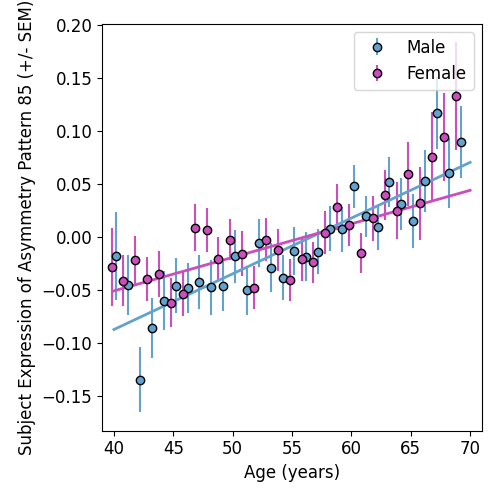 Subject Expression of Asymmetry Pattern 85 (+/- SEM)
0.20
0.15
0.10
0.05
0.00
−0.05
−0.10
−0.15
Male
Female
40 45 50 55 60 65 70
Age (years)